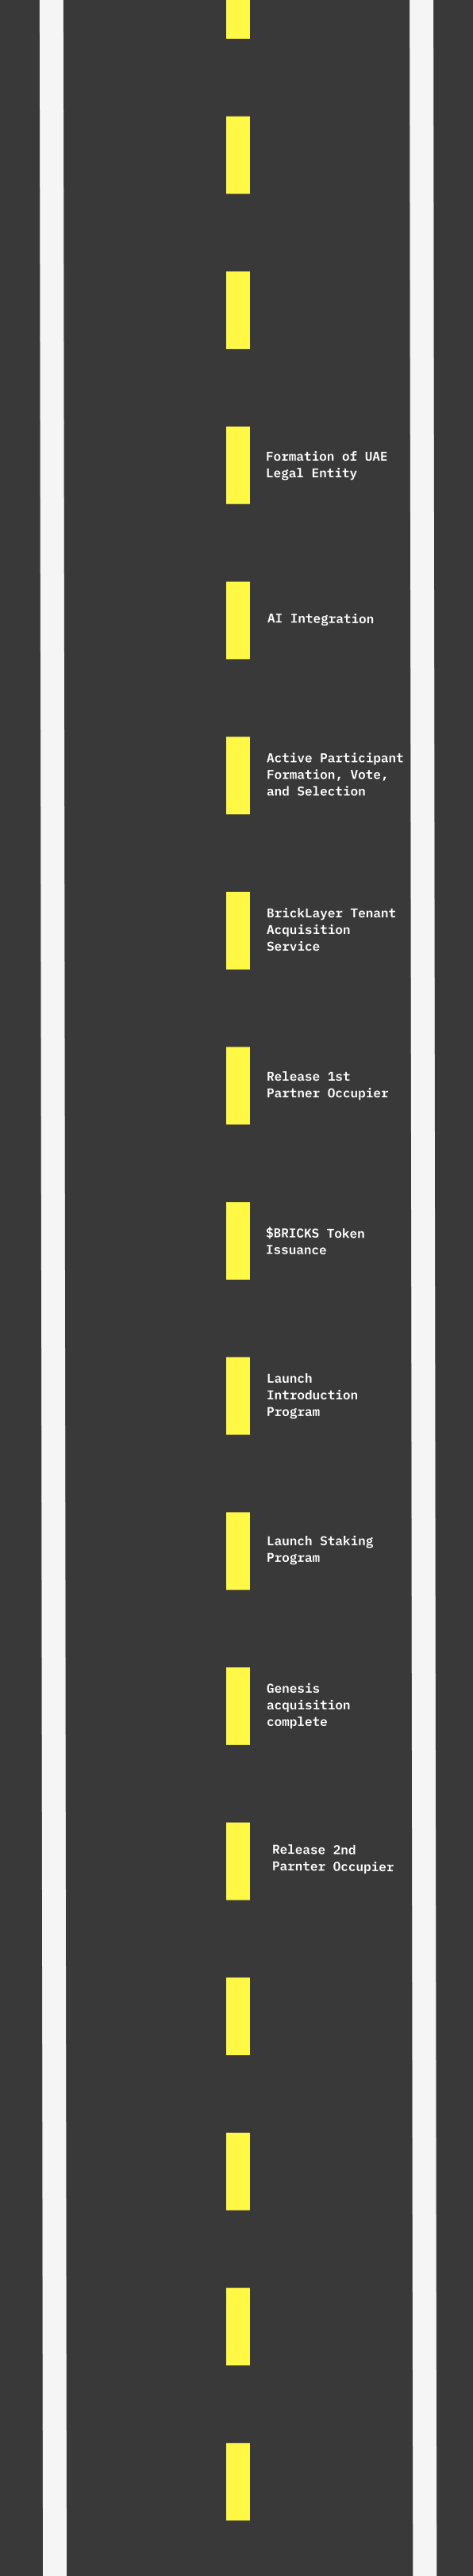 Formation of UAE
Legal Entity
AI Integration
Active Participant
Formation, Vote,
and Selection
BrickLayer Tenant
Acquisition
Service
Release 1st
Partner Occupier
$BRICKS Token
Issuance
Launch
Introduction
Program
Launch Staking
Program
Genesis
acquisition
complete
Release 2nd
Parnter Occupier